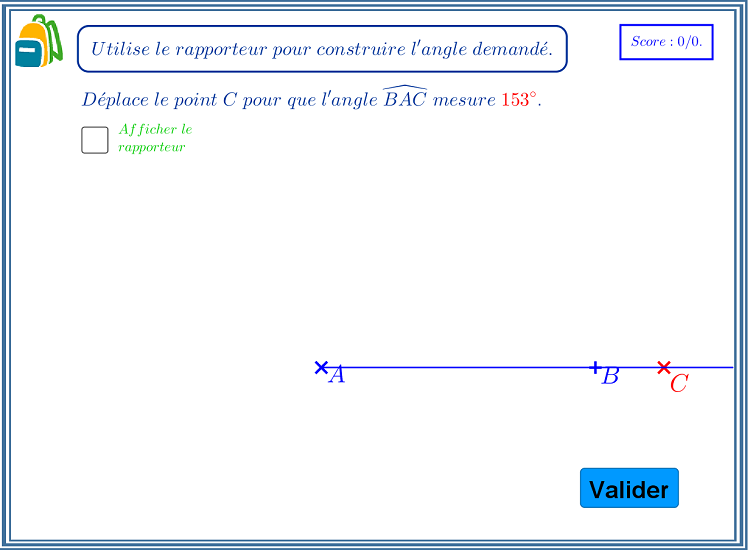 Utilise le rapporteur pour construire l'angle demandé.
Score : 0/0.
Déplace le point C pour que l'angle BAC mesure 153°.
Afficher le
rapporteur
A
B
C
Valider